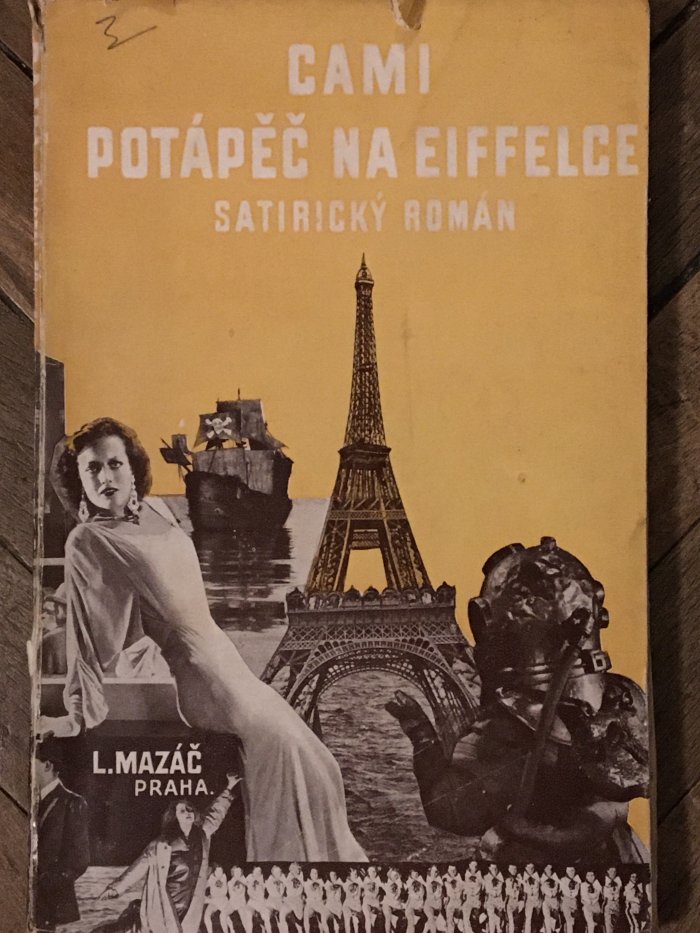 CAMI
POTÁPĚČ NA EIFFELCE
SATIRICKÝ ROMÁN
L.MAZÁČ
PRAHA.